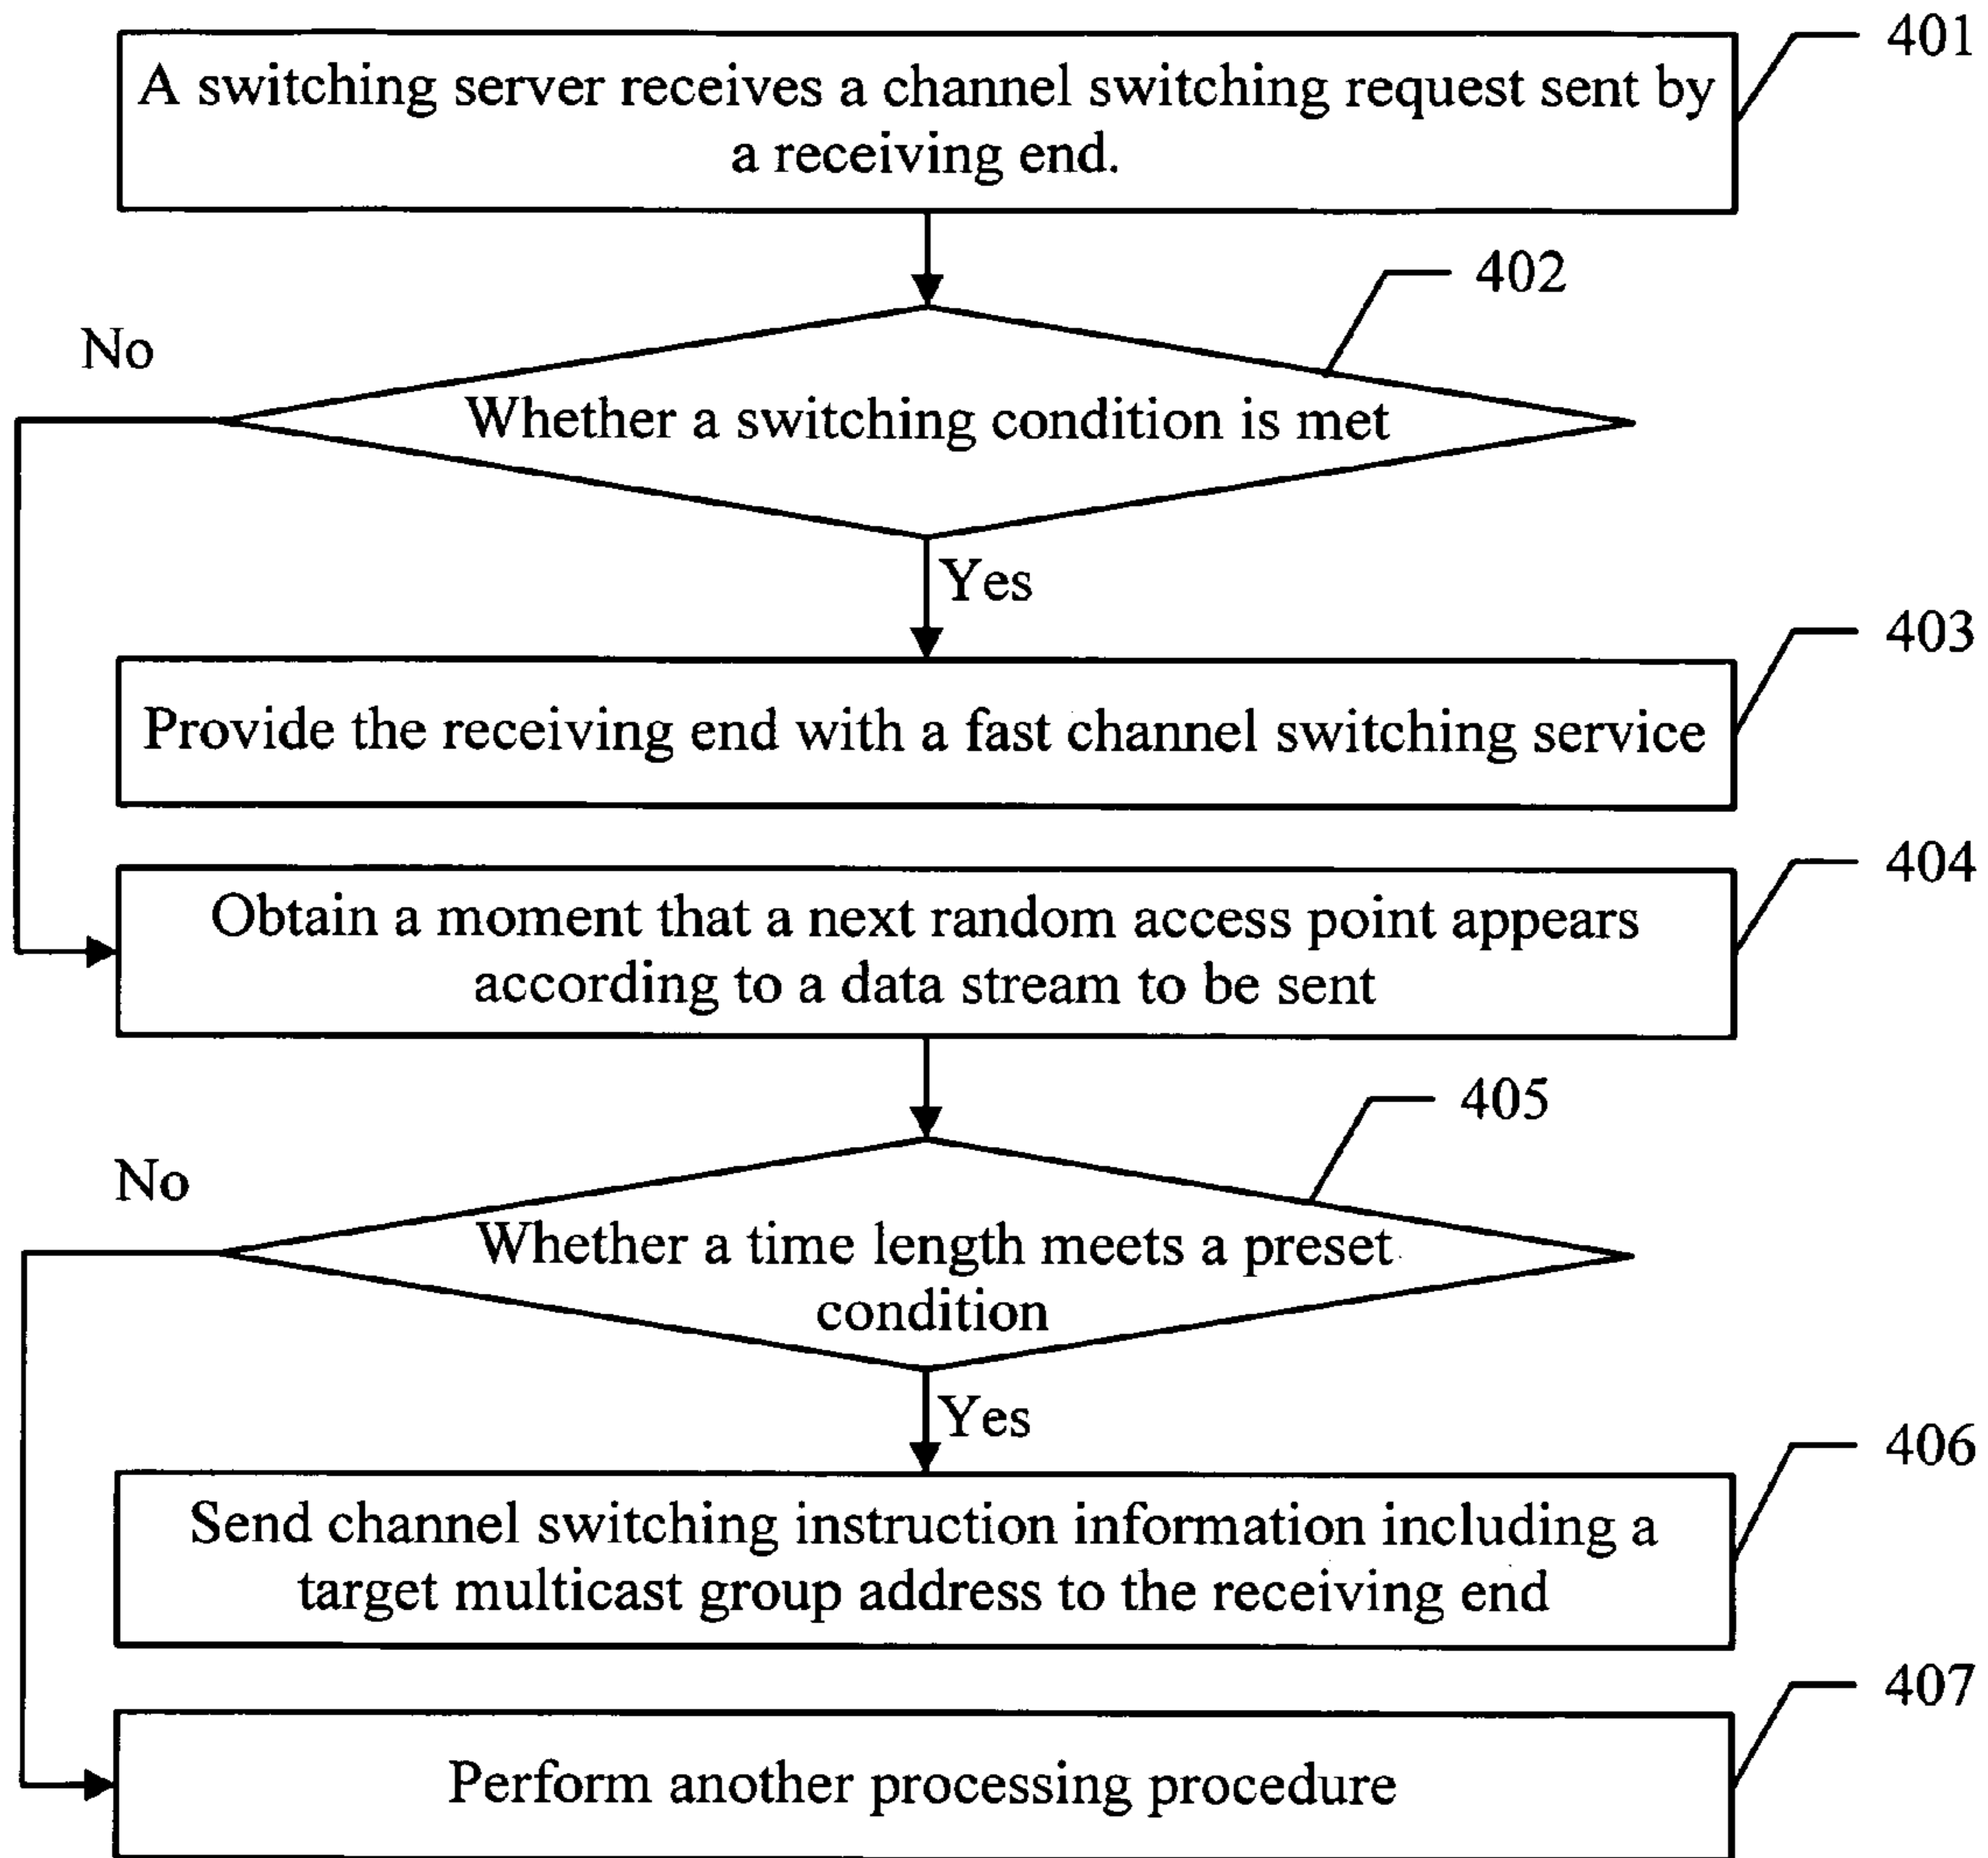 401
A switching server receives a channel switching request sent by
a receiving end.
402
No
Whether a switching condition is met
Yes
403
Provide the receiving end with a fast channel switching service
404
Obtain a moment that a next random access point appears
according to a data stream to be sent
405
No
Whether a time length meets a preset
condition
Yes
406
Send channel switching instruction information including a
target multicast group address to the receiving end
407
Perform another processing procedure